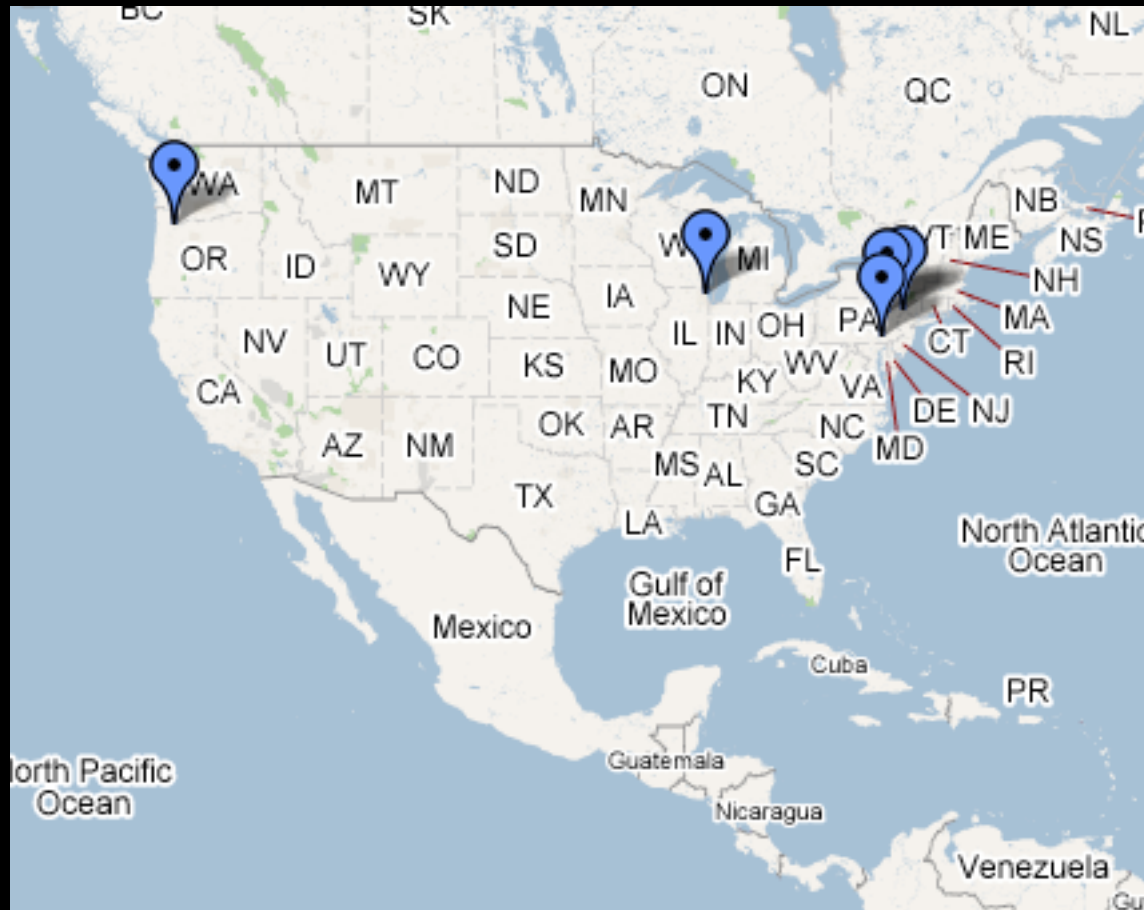 BC
SK
NL
ON
QC
WA
MT
ND
MN
NB
OR
ID
SD
MI
VT
ME
NS
WY
NH
NE
IA
MA
NV
UT
CO
IL
IN
OH
PA
CT
RI
CA
KS
MO
WV
KY
VA
DE
NJ
AZ
NM
OK
AR
TN
NC
MD
MS
AL
SC
TX
GA
LA
FL
North Atlantic
Ocean
Gulf of
Mexico
Mexico
Cuba
PR
Guatemala
orth Pacific
Ocean
Nicaragua
Venezuela
Gu